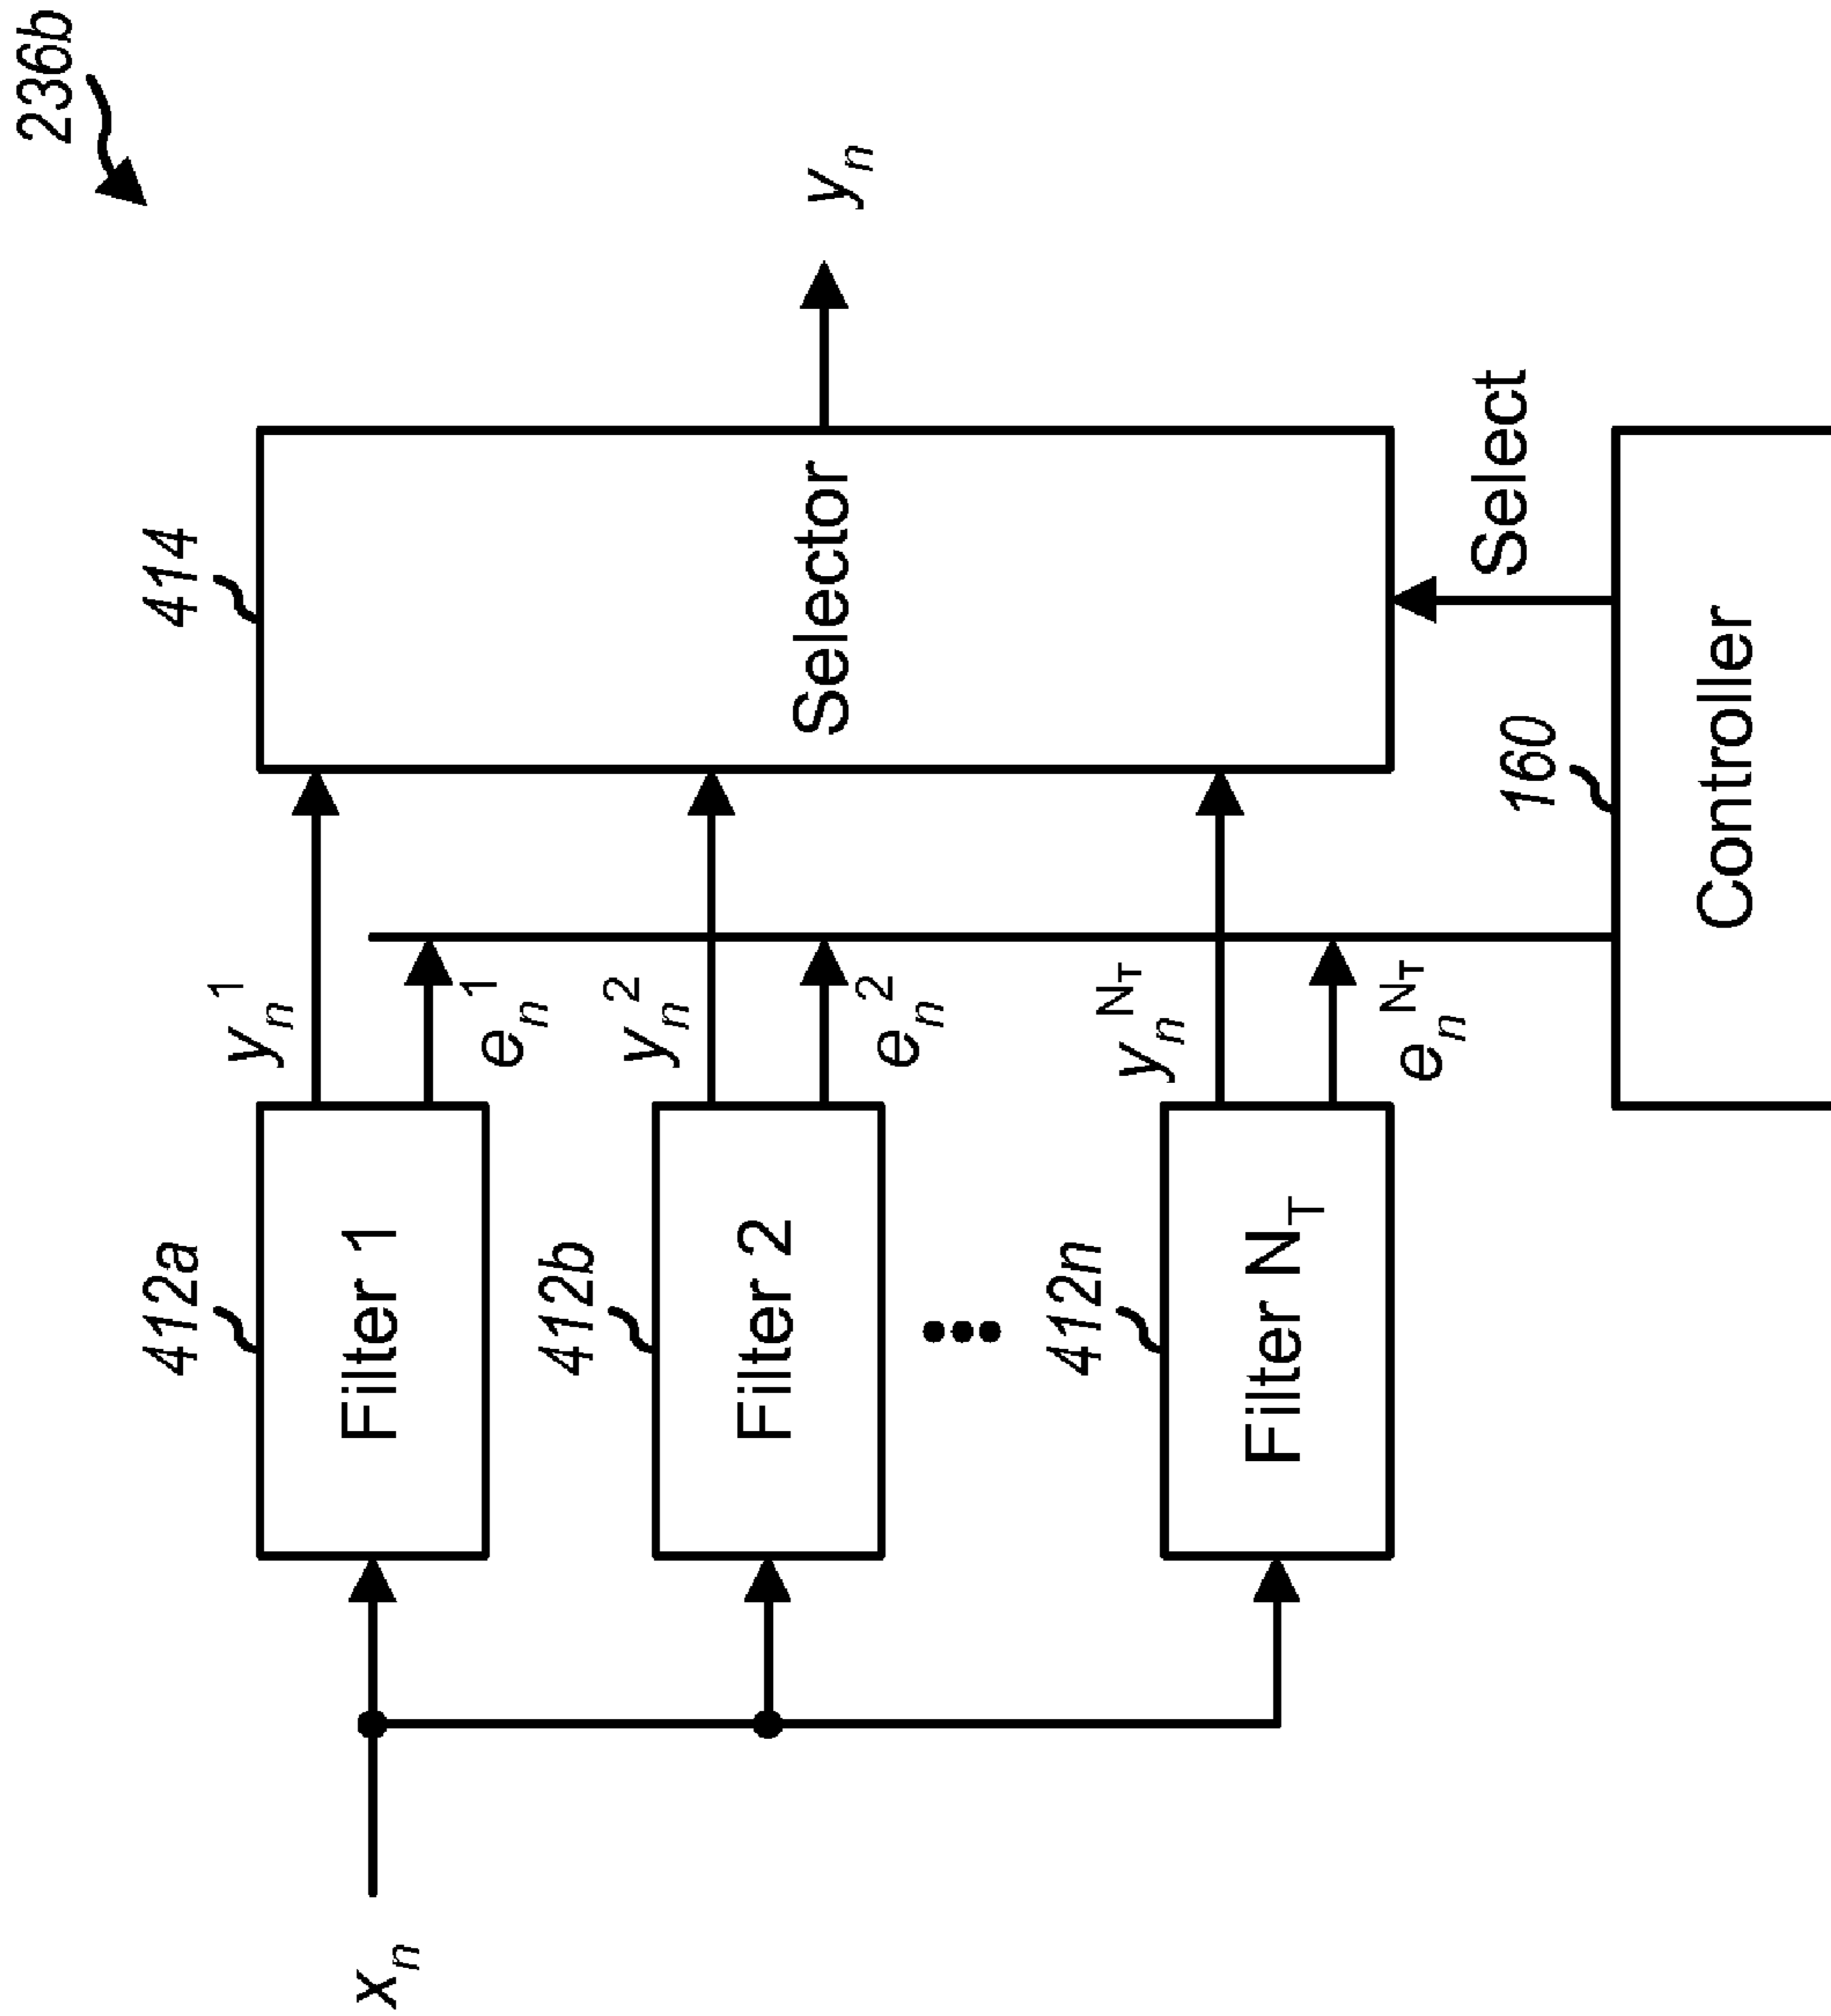 236b
412a
414
x_n
Filter 1
y_n^1
e_n^1
Selector
y_n
412b
Filter 2
y_n^2
e_n^2
•••
412n
Filter N_T
y_n^{N_T}
e_n^{N_T}
Select
160
Controller